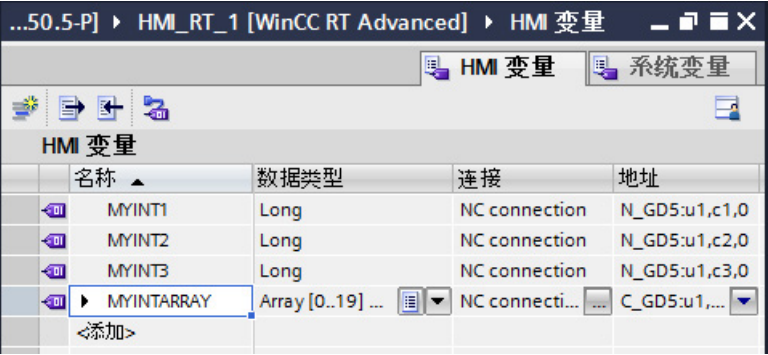 ...50.5-P] ▸ HMI_RT_1 [WinCC RT Advanced] ▸ HMI 变量
HMI 变量 系统变量
HMI 变量
名称 数据类型 连接 地址
MYINT1 Long NC connection N_GD5:u1,c1,0
MYINT2 Long NC connection N_GD5:u1,c2,0
MYINT3 Long NC connection N_GD5:u1,c3,0
MYINTARRAY Array [0..19] ... NC connecti... ... C_GD5:u1,...
<添加>